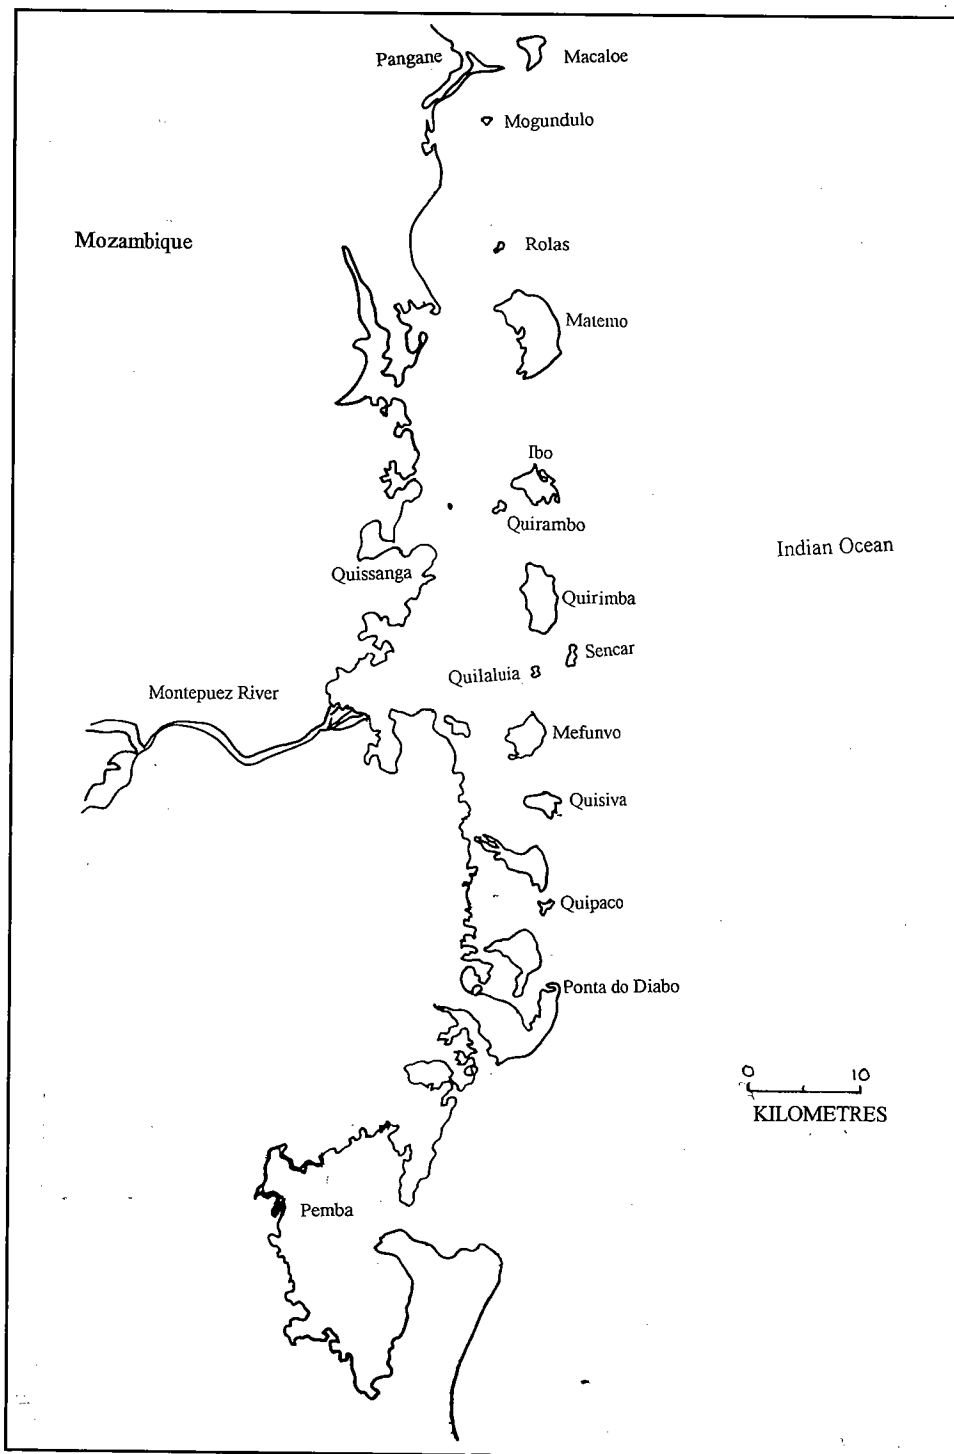 Pangane
Macaloe
Mogundulo
Mozambique
Rolas
Matemo
Ibo
Quirambo
Indian Ocean
Quissanga
Quirimba
Sencar
Quilaluia
Montepuez River
Mefunvo
Quisiva
Quipaco
Ponta do Diabo
0 10
KILOMETRES
Pemba